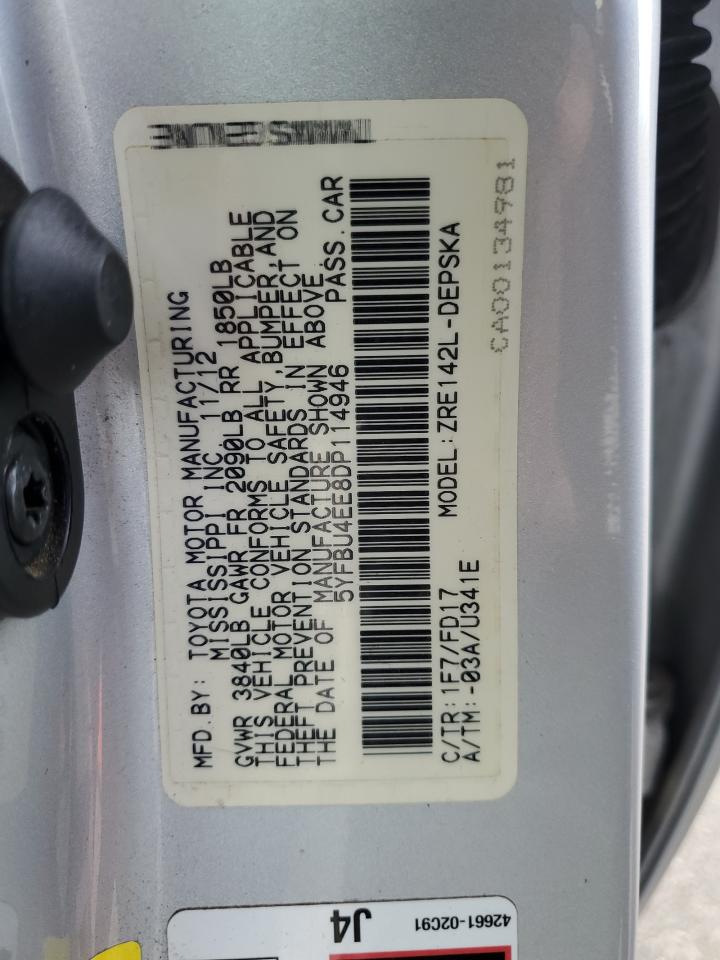 MFD.BY: TOYOTA MOTOR MANUFACTURING
MISSISSIPPI INC. 11/12
GVWR 3840LB GAWR FR 2090LB RR 1850LB
THIS VEHICLE CONFORMS TO ALL APPLICABLE
FEDERAL MOTOR VEHICLE SAFETY,BUMPER,AND
THEFT PREVENTION STANDARDS IN EFFECT ON
THE DATE OF MANUFACTURE SHOWN ABOVE.
5YFBU4EE8DP114946 PASS.CAR
C/TR:1F7/FD17 MODEL:ZRE142L-DEPSKA
A/TM:-03A/U341E
CA00134981
J4
42661-02C91